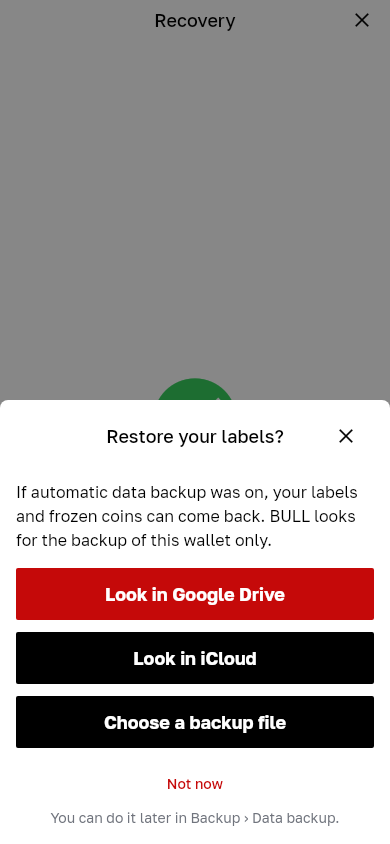 Recovery
Restore your labels?
If automatic data backup was on, your labels
and frozen coins can come back. BULL looks
for the backup of this wallet only.
Look in Google Drive
Look in iCloud
Choose a backup file
Not now
You can do it later in Backup › Data backup.